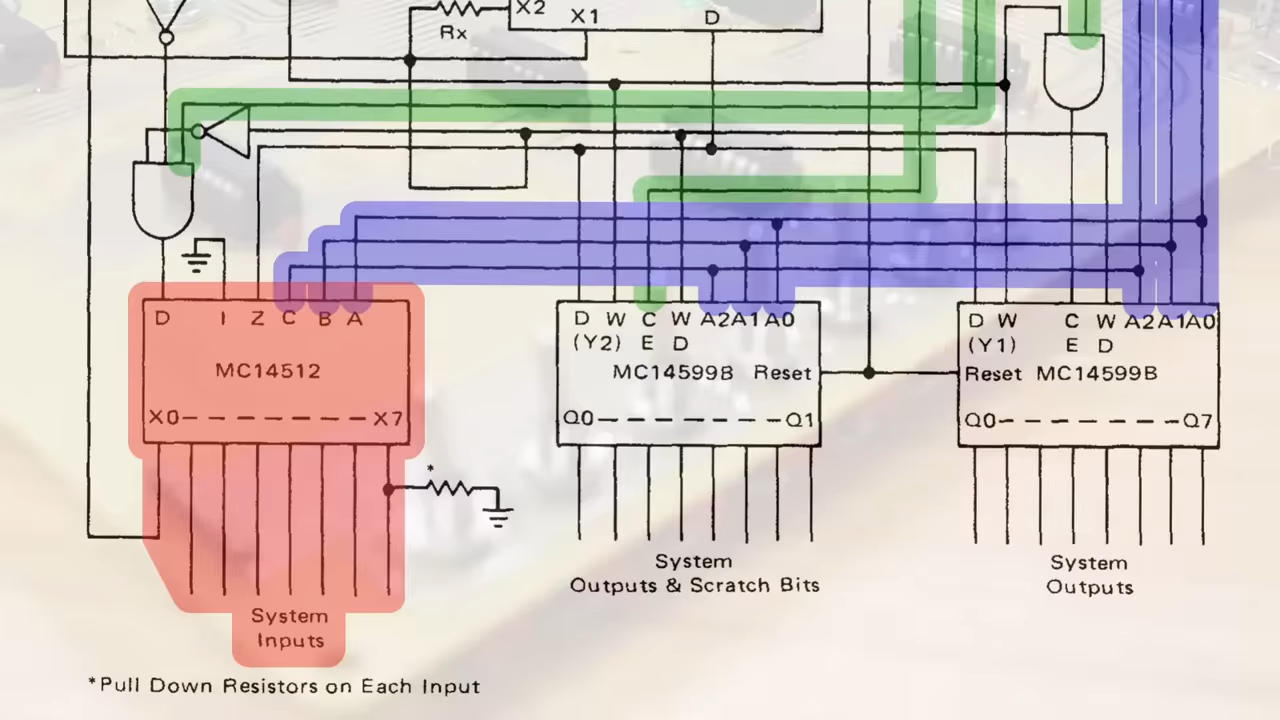 X2 X1 D
Rx
D I Z C B A
MC14512
X0 X7
System
Inputs
*
*Pull Down Resistors on Each Input
D W C W A2 A1 A0
(Y2) E D
MC14599B Reset
Q0 Q1
System
Outputs & Scratch Bits
D W C W A2 A1 A0
(Y1) E D
Reset MC14599B
Q0 Q7
System
Outputs